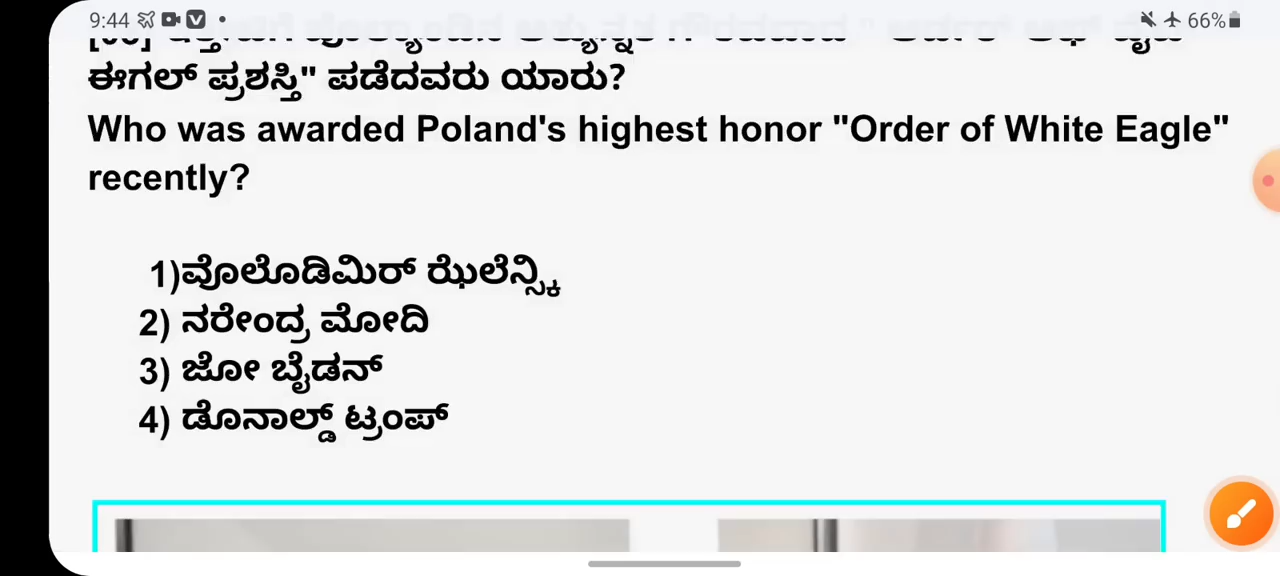 9:44
66%
ಈಗಲ್ ಪ್ರಶಸ್ತಿ" ಪಡೆದವರು ಯಾರು?
Who was awarded Poland's highest honor "Order of White Eagle"
recently?
1)ವೊಲೊಡಿಮಿರ್ ಝೆಲೆನ್ಸ್ಕಿ
2) ನರೇಂದ್ರ ಮೋದಿ
3) ಜೋ ಬೈಡನ್
4) ಡೊನಾಲ್ಡ್ ಟ್ರಂಪ್